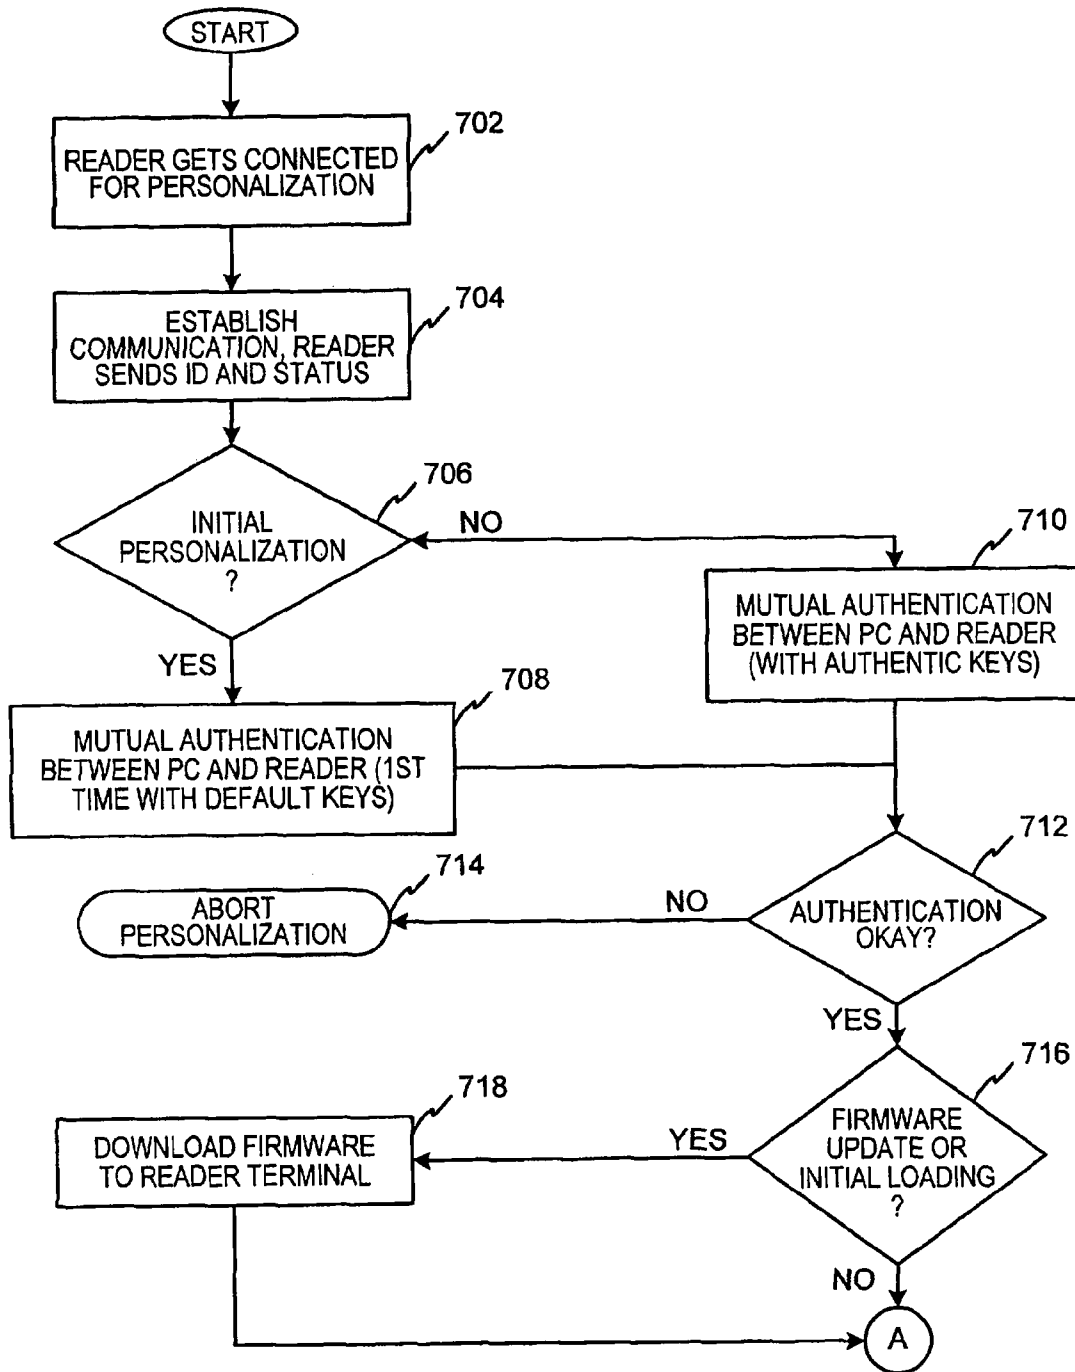 START
702
READER GETS CONNECTED
FOR PERSONALIZATION
704
ESTABLISH
COMMUNICATION, READER
SENDS ID AND STATUS
706
INITIAL
PERSONALIZATION
?
NO
710
MUTUAL AUTHENTICATION
BETWEEN PC AND READER
(WITH AUTHENTIC KEYS)
YES
708
MUTUAL AUTHENTICATION
BETWEEN PC AND READER (1ST
TIME WITH DEFAULT KEYS)
712
AUTHENTICATION
OKAY?
NO
714
ABORT
PERSONALIZATION
YES
716
FIRMWARE
UPDATE OR
INITIAL LOADING
?
YES
718
DOWNLOAD FIRMWARE
TO READER TERMINAL
NO
A